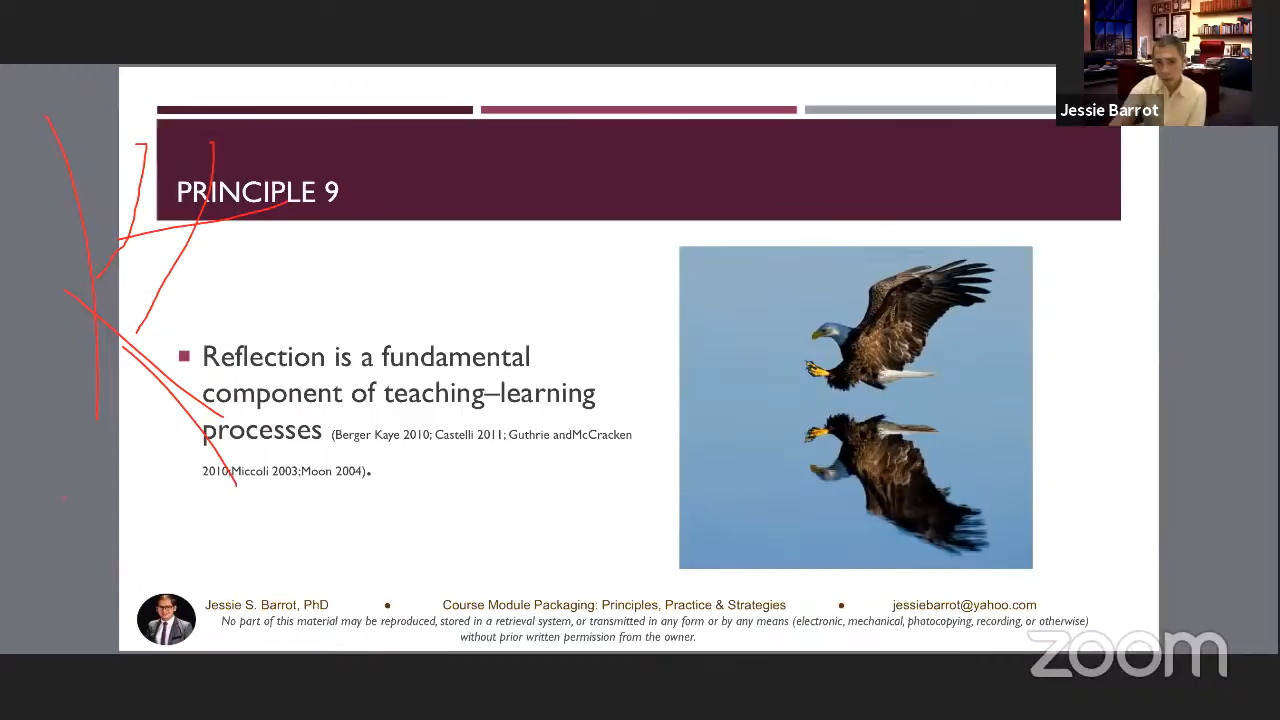 Jessie Barrot
PRINCIPLE 9
Reflection is a fundamental
component of teaching–learning
processes (Berger Kaye 2010; Castelli 2011; Guthrie andMcCracken
2010;Miccoli 2003;Moon 2004).
Jessie S. Barrot, PhD ● Course Module Packaging: Principles, Practice & Strategies ● jessiebarrot@yahoo.com
No part of this material may be reproduced, stored in a retrieval system, or transmitted in any form or by any means (electronic, mechanical, photocopying, recording, or otherwise)
without prior written permission from the owner.
zoom